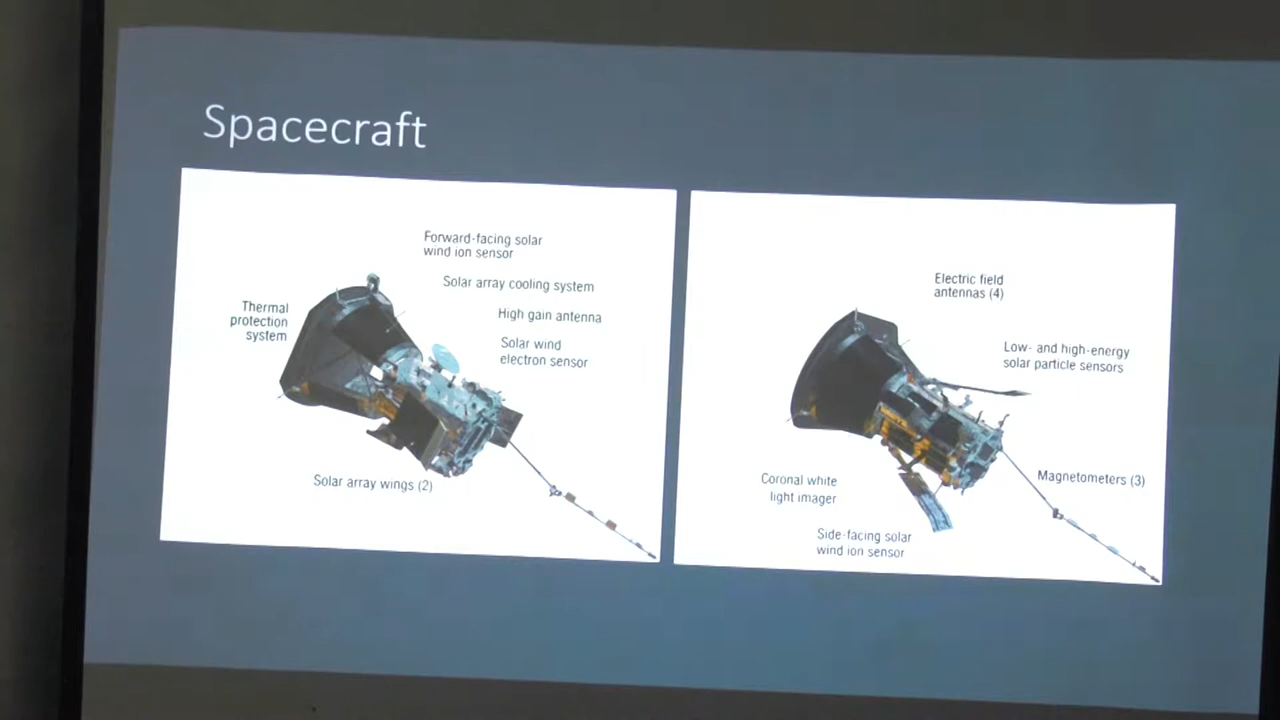 Spacecraft
Forward-facing solar
wind ion sensor
Solar array cooling system
Thermal
protection
system
High gain antenna
Solar wind
electron sensor
Solar array wings (2)
Electric field
antennas (4)
Low- and high-energy
solar particle sensors
Coronal white
light imager
Magnetometers (3)
Side-facing solar
wind ion sensor